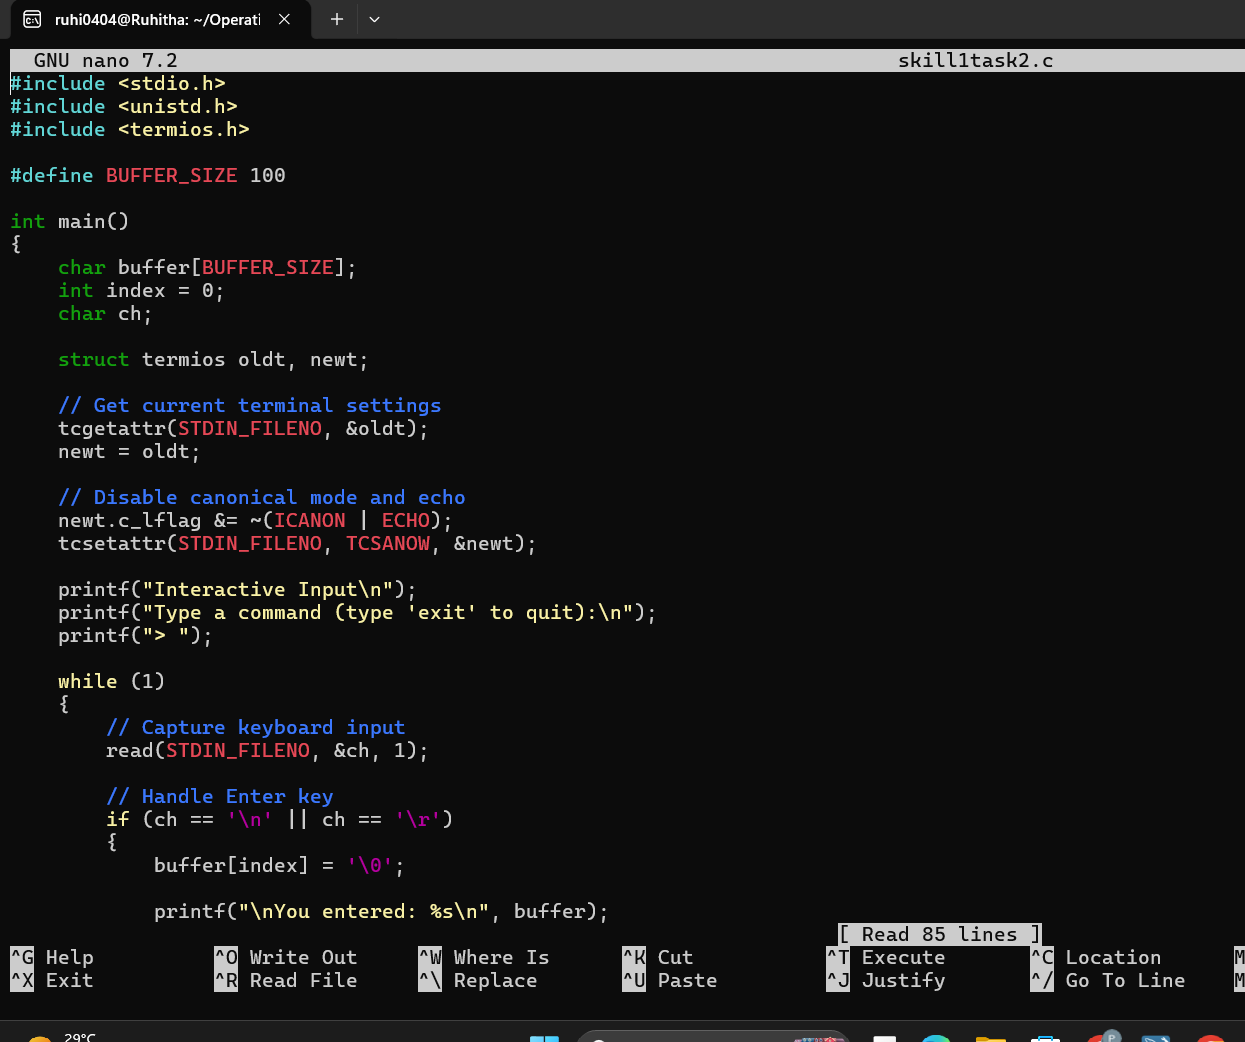 ruhi0404@Ruhitha: ~/Operati
GNU nano 7.2 skill1task2.c
#include <stdio.h>
#include <unistd.h>
#include <termios.h>

#define BUFFER_SIZE 100

int main()
{
    char buffer[BUFFER_SIZE];
    int index = 0;
    char ch;

    struct termios oldt, newt;

    // Get current terminal settings
    tcgetattr(STDIN_FILENO, &oldt);
    newt = oldt;

    // Disable canonical mode and echo
    newt.c_lflag &= ~(ICANON | ECHO);
    tcsetattr(STDIN_FILENO, TCSANOW, &newt);

    printf("Interactive Input\n");
    printf("Type a command (type 'exit' to quit):\n");
    printf("> ");

    while (1)
    {
        // Capture keyboard input
        read(STDIN_FILENO, &ch, 1);

        // Handle Enter key
        if (ch == '\n' || ch == '\r')
        {
            buffer[index] = '\0';

            printf("\nYou entered: %s\n", buffer);
[ Read 85 lines ]
^G Help ^O Write Out ^W Where Is ^K Cut ^T Execute ^C Location M
^X Exit ^R Read File ^\ Replace ^U Paste ^J Justify ^/ Go To Line M
29°C P